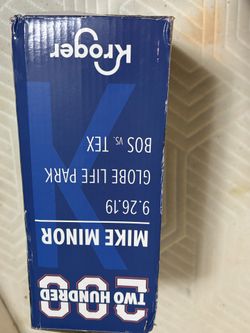 200
TWO HUNDRED
MIKE MINOR
9.26.19
GLOBE LIFE PARK
BOS vs. TEX
K
Kroger